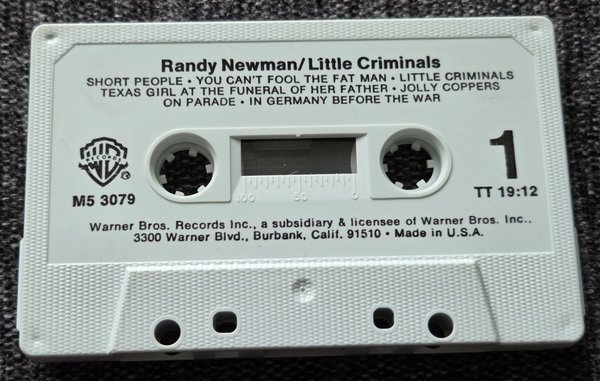 Randy Newman/Little Criminals
SHORT PEOPLE • YOU CAN'T FOOL THE FAT MAN • LITTLE CRIMINALS
TEXAS GIRL AT THE FUNERAL OF HER FATHER • JOLLY COPPERS
ON PARADE • IN GERMANY BEFORE THE WAR
WB
RECORDS
®
M5 3079
100 50 0
1
TT 19:12
Warner Bros. Records Inc., a subsidiary & licensee of Warner Bros. Inc.,
3300 Warner Blvd., Burbank, Calif. 91510 • Made in U.S.A.